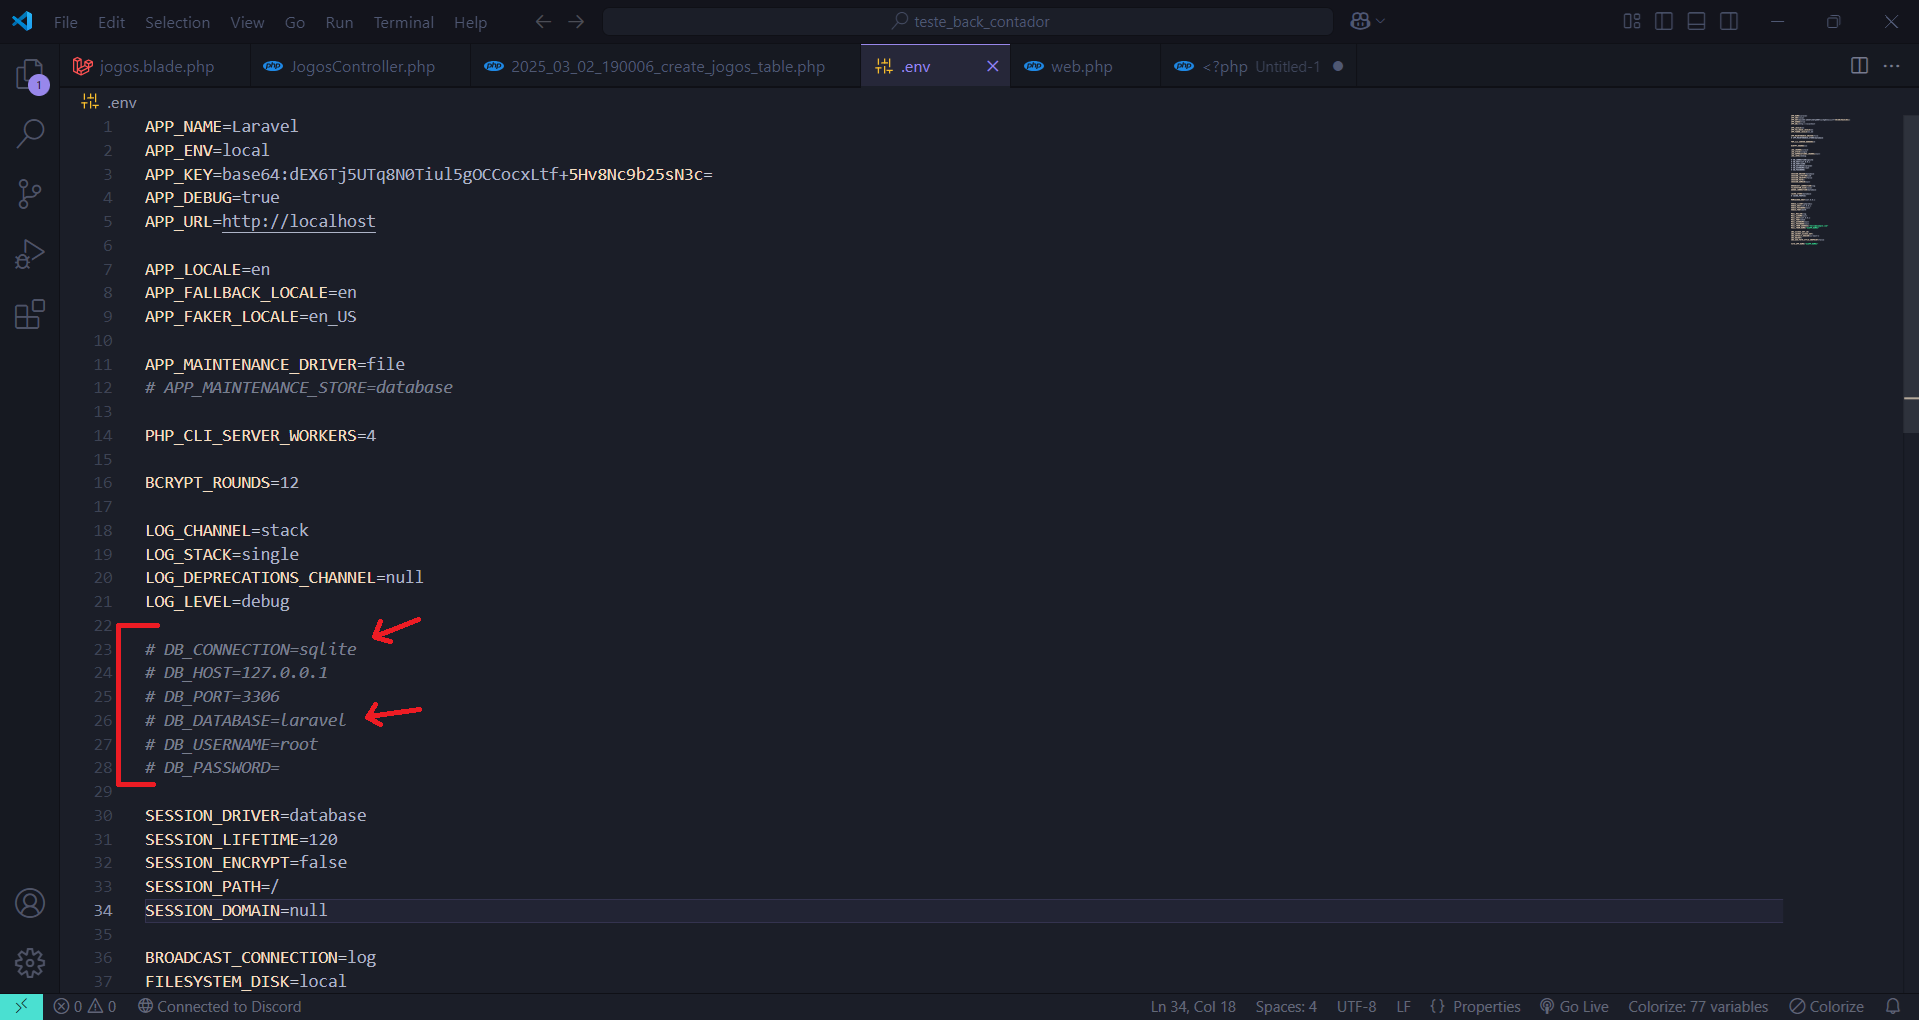 File Edit Selection View Go Run Terminal Help
teste_back_contador
1
jogos.blade.php
php JogosController.php
php 2025_03_02_190006_create_jogos_table.php
.env
php web.php
php <?php Untitled-1
.env
1 APP_NAME=Laravel
2 APP_ENV=local
3 APP_KEY=base64:dEX6Tj5UTq8N0Tiul5gOCCocxLtf+5Hv8Nc9b25sN3c=
4 APP_DEBUG=true
5 APP_URL=http://localhost
6
7 APP_LOCALE=en
8 APP_FALLBACK_LOCALE=en
9 APP_FAKER_LOCALE=en_US
10
11 APP_MAINTENANCE_DRIVER=file
12 # APP_MAINTENANCE_STORE=database
13
14 PHP_CLI_SERVER_WORKERS=4
15
16 BCRYPT_ROUNDS=12
17
18 LOG_CHANNEL=stack
19 LOG_STACK=single
20 LOG_DEPRECATIONS_CHANNEL=null
21 LOG_LEVEL=debug
22
23 # DB_CONNECTION=sqlite
24 # DB_HOST=127.0.0.1
25 # DB_PORT=3306
26 # DB_DATABASE=laravel
27 # DB_USERNAME=root
28 # DB_PASSWORD=
29
30 SESSION_DRIVER=database
31 SESSION_LIFETIME=120
32 SESSION_ENCRYPT=false
33 SESSION_PATH=/
34 SESSION_DOMAIN=null
35
36 BROADCAST_CONNECTION=log
37 FILESYSTEM_DISK=local
0 0 Connected to Discord Ln 34, Col 18 Spaces: 4 UTF-8 LF {} Properties Go Live Colorize: 77 variables Colorize